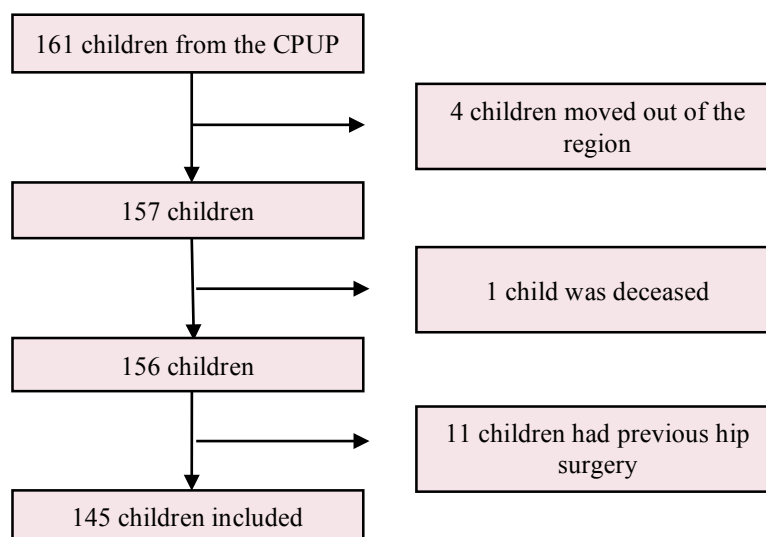 161 children from the CPUP
4 children moved out of the
region
157 children
1 child was deceased
156 children
11 children had previous hip
surgery
145 children included